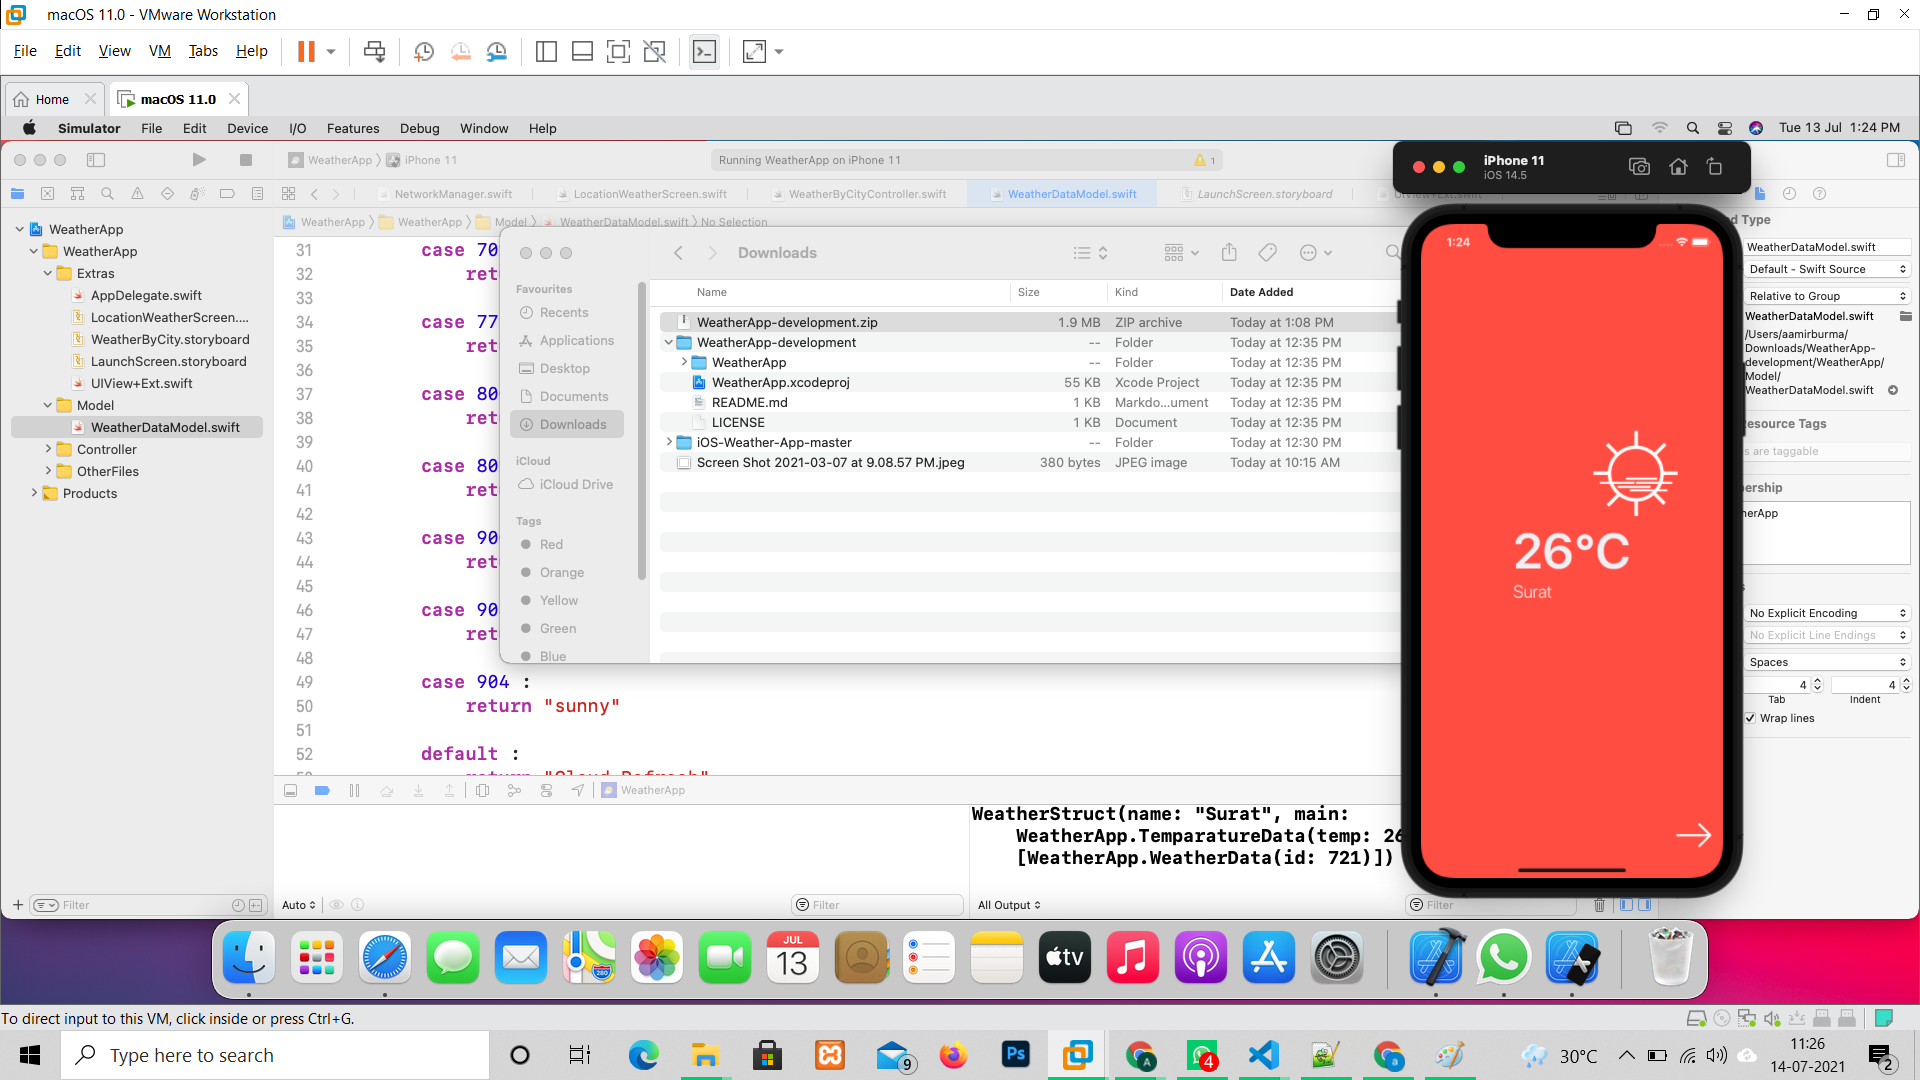 macOS 11.0 - VMware Workstation
File Edit View VM Tabs Help
Home macOS 11.0
Simulator File Edit Device I/O Features Debug Window Help Tue 13 Jul 1:24 PM
WeatherApp iPhone 11 Running WeatherApp on iPhone 11 1
iPhone 11
iOS 14.5
NetworkManager.swift LocationWeatherScreen.swift WeatherByCityController.swift WeatherDataModel.swift LaunchScreen.storyboard
WeatherApp WeatherApp Model WeatherDataModel.swift No Selection
WeatherApp
WeatherApp
Extras
AppDelegate.swift
LocationWeatherScreen....
WeatherByCity.storyboard
LaunchScreen.storyboard
UIView+Ext.swift
Model
WeatherDataModel.swift
Controller
OtherFiles
Products
Filter
31 case 70
32 ret
33
34 case 77
35 ret
36
37 case 80
38 ret
39
40 case 80
41 ret
42
43 case 90
44 ret
45
46 case 90
47 ret
48
49 case 904 :
50 return "sunny"
51
52 default :
Downloads
Favourites
Recents
Applications
Desktop
Documents
Downloads
iCloud
iCloud Drive
Tags
Red
Orange
Yellow
Green
Blue
Name Size Kind Date Added
WeatherApp-development.zip 1.9 MB ZIP archive Today at 1:08 PM
WeatherApp-development -- Folder Today at 12:35 PM
WeatherApp -- Folder Today at 12:35 PM
WeatherApp.xcodeproj 55 KB Xcode Project Today at 12:35 PM
README.md 1 KB Markdo...ument Today at 12:35 PM
LICENSE 1 KB Document Today at 12:35 PM
iOS-Weather-App-master -- Folder Today at 12:30 PM
Screen Shot 2021-03-07 at 9.08.57 PM.jpeg 380 bytes JPEG image Today at 10:15 AM
1:24
26°C
Surat
d Type
WeatherDataModel.swift
Default - Swift Source
Relative to Group
WeatherDataModel.swift
/Users/aamirburma/
Downloads/WeatherApp-
development/WeatherApp/
Model/
WeatherDataModel.swift
esource Tags
s are taggable
ership
herApp
No Explicit Encoding
No Explicit Line Endings
Spaces
4 4
Tab Indent
Wrap lines
WeatherApp
WeatherStruct(name: "Surat", main:
WeatherApp.TemparatureData(temp: 26
[WeatherApp.WeatherData(id: 721)])
Auto Filter All Output Filter
JUL
13
280
tv
To direct input to this VM, click inside or press Ctrl+G.
Type here to search
9
Ps
A
4
a
30°C
11:26
14-07-2021
2